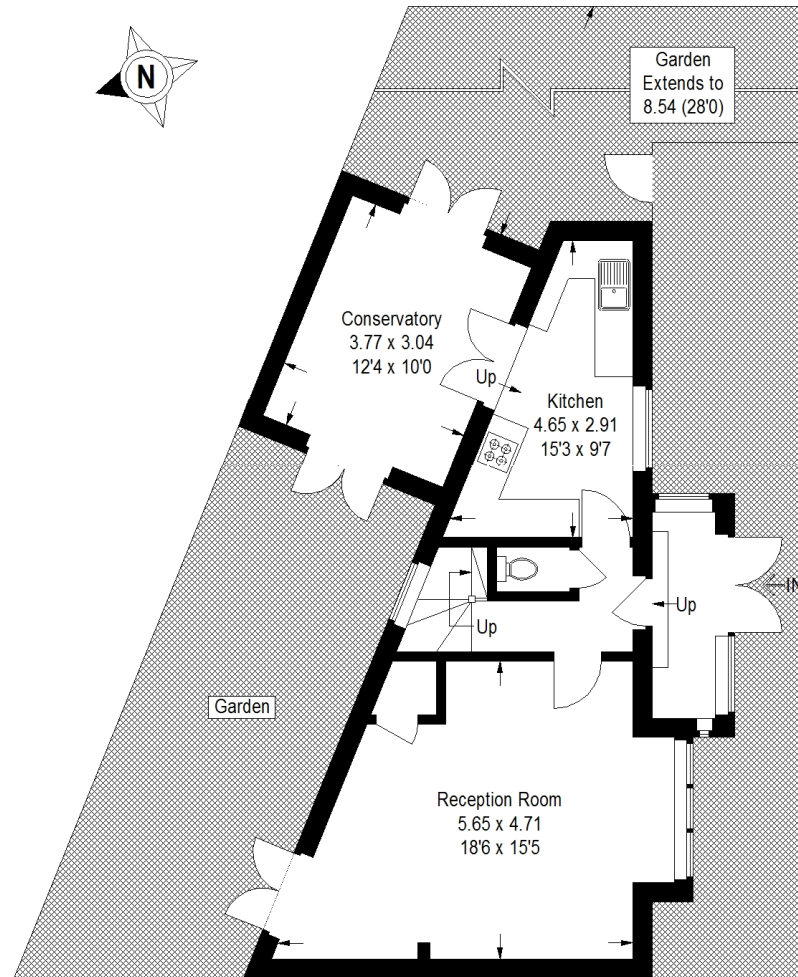 N
Garden
Extends to
8.54 (28'0)
Conservatory
3.77 x 3.04
12'4 x 10'0
Up
Kitchen
4.65 x 2.91
15'3 x 9'7
IN
Up
Up
Garden
Reception Room
5.65 x 4.71
18'6 x 15'5